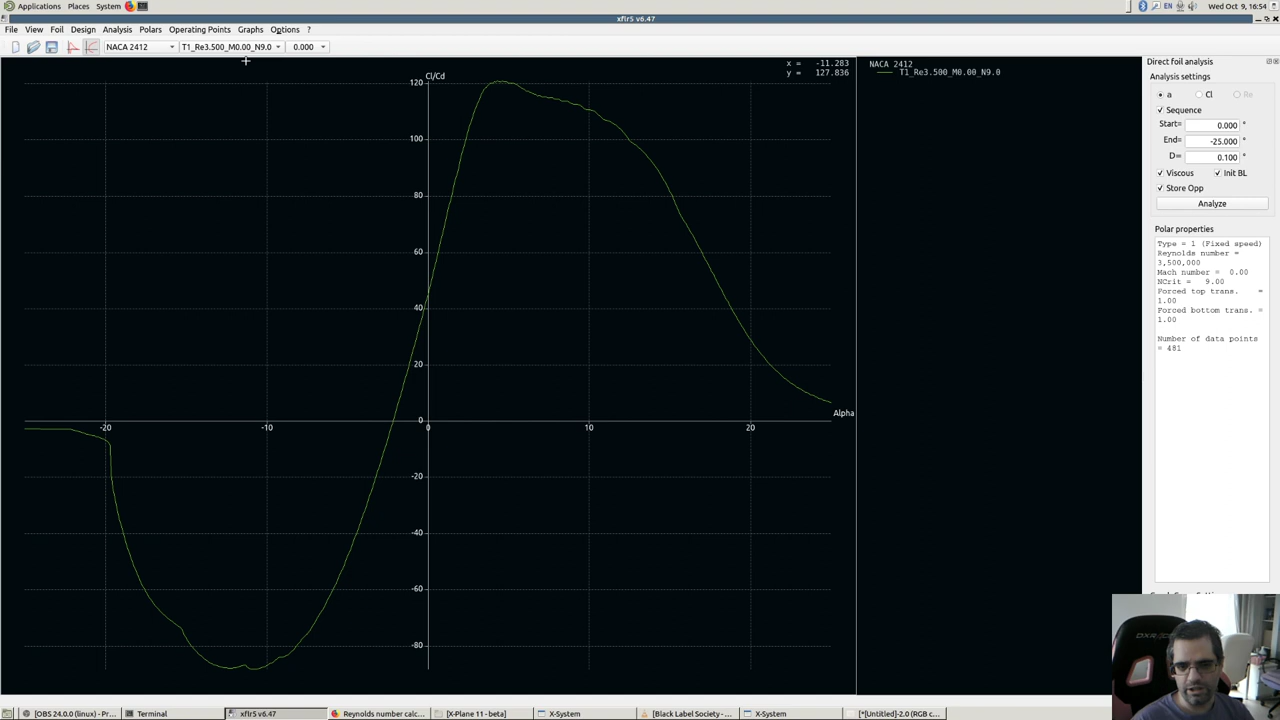 Applications Places System Wed Oct 9, 16:54
xflr5 v6.47
File View Foil Design Analysis Polars Operating Points Graphs Options ?
NACA 2412 T1_Re3.500_M0.00_N9.0 0.000
x = -11.283
y = 127.836
Cl/Cd
120
100
80
60
40
20
0
-20
-40
-60
-80
-20 -10 0 10 20
Alpha
NACA 2412
T1_Re3.500_M0.00_N9.0
Direct foil analysis
Analysis settings
a Cl Re
Sequence
Start= 0.000 °
End= -25.000 °
D= 0.100 °
Viscous Init BL
Store Opp
Analyze
Polar properties
Type = 1 (Fixed speed)
Reynolds number =
3,500,000
Mach number = 0.00
NCrit = 9.00
Forced top trans. =
1.00
Forced bottom trans. =
1.00
Number of data points
= 481
DXRACER
[OBS 24.0.0 (linux) - Pr... Terminal xflr5 v6.47 Reynolds number calc... [X-Plane 11 - beta] X-System [Black Label Society - ... X-System [*[Untitled]-2.0 (RGB c...